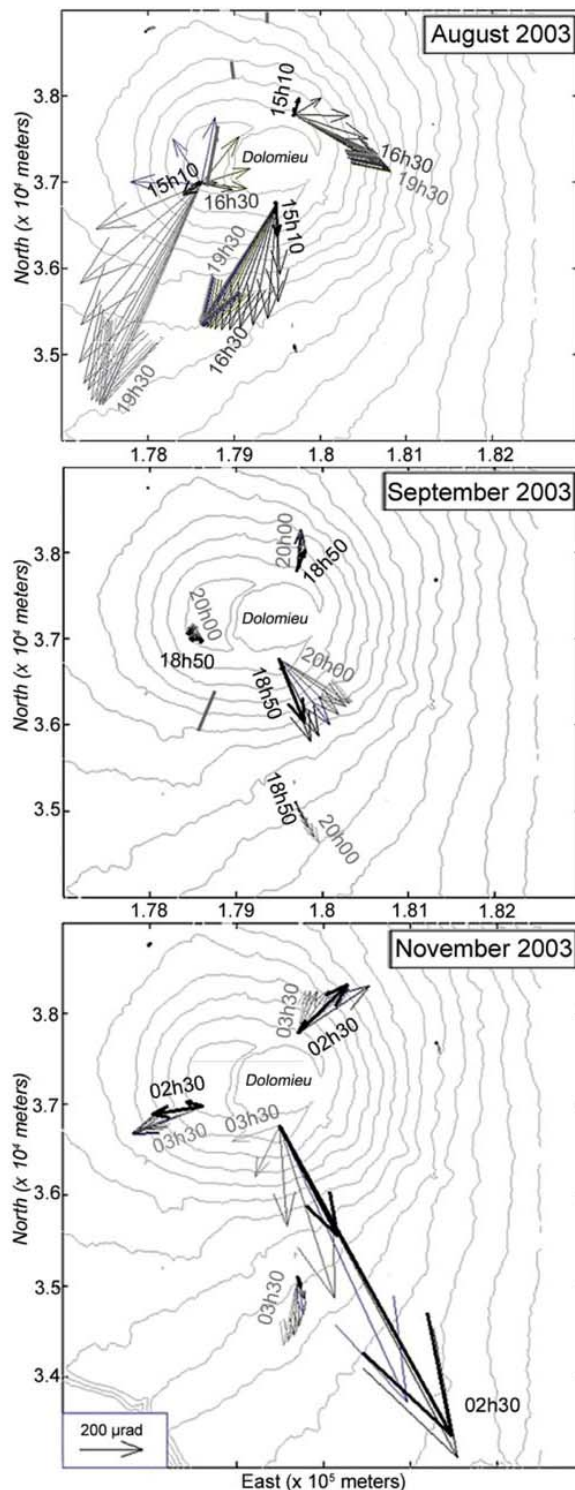 August 2003
3.8
3.7
3.6
3.5
North (x 10⁴ meters)
15h10
16h30
19h30
Dolomieu
15h10
16h30
15h10
19h30
16h30
19h30
1.78
1.79
1.8
1.81
1.82
September 2003
3.8
3.7
3.6
3.5
North (x 10⁴ meters)
20h00
18h50
Dolomieu
20h00
18h50
20h00
18h50
18h50
20h00
1.78
1.79
1.8
1.81
1.82
November 2003
3.8
3.7
3.6
3.5
3.4
North (x 10⁴ meters)
03h30
02h30
Dolomieu
02h30
03h30
03h30
03h30
02h30
200 μrad
East (x 10⁵ meters)